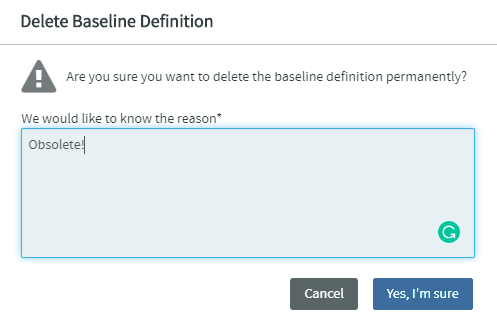 Delete Baseline Definition
Are you sure you want to delete the baseline definition permanently?
We would like to know the reason*
Obsolete!
Cancel
Yes, I'm sure